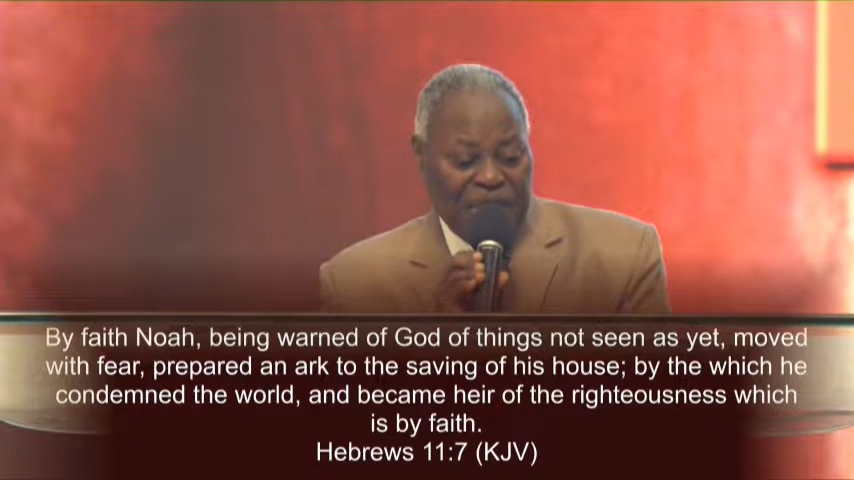 By faith Noah, being warned of God of things not seen as yet, moved
with fear, prepared an ark to the saving of his house; by the which he
condemned the world, and became heir of the righteousness which
is by faith.
Hebrews 11:7 (KJV)